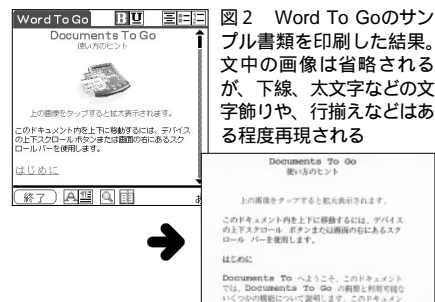 Word To Go
B U
Documents To Go
使い方のヒント
上の画像をタップすると拡大表示されます。
このドキュメント内を上下に移動するには、デバイス
の上下スクロールボタンまたは画面の右にあるスク
ロールバーを使用します。
はじめに
終了
図2 Word To Goのサン
プル書類を印刷した結果。
文中の画像は省略される
が、下線、太文字などの文
字飾りや、行揃えなどはあ
る程度再現される
Documents To Go
使い方のヒント
上の画像をタップすると拡大表示されます。
このドキュメント内を上下に移動するには、デバイス
の上下スクロール ボタンまたは画面の右にあるスク
ロール バーを使用します。
はじめに
Documents To へようこそ。このドキュメント
では、Documents To Go の概要と利用可能な
いくつかの機能について説明します。このドキュメン